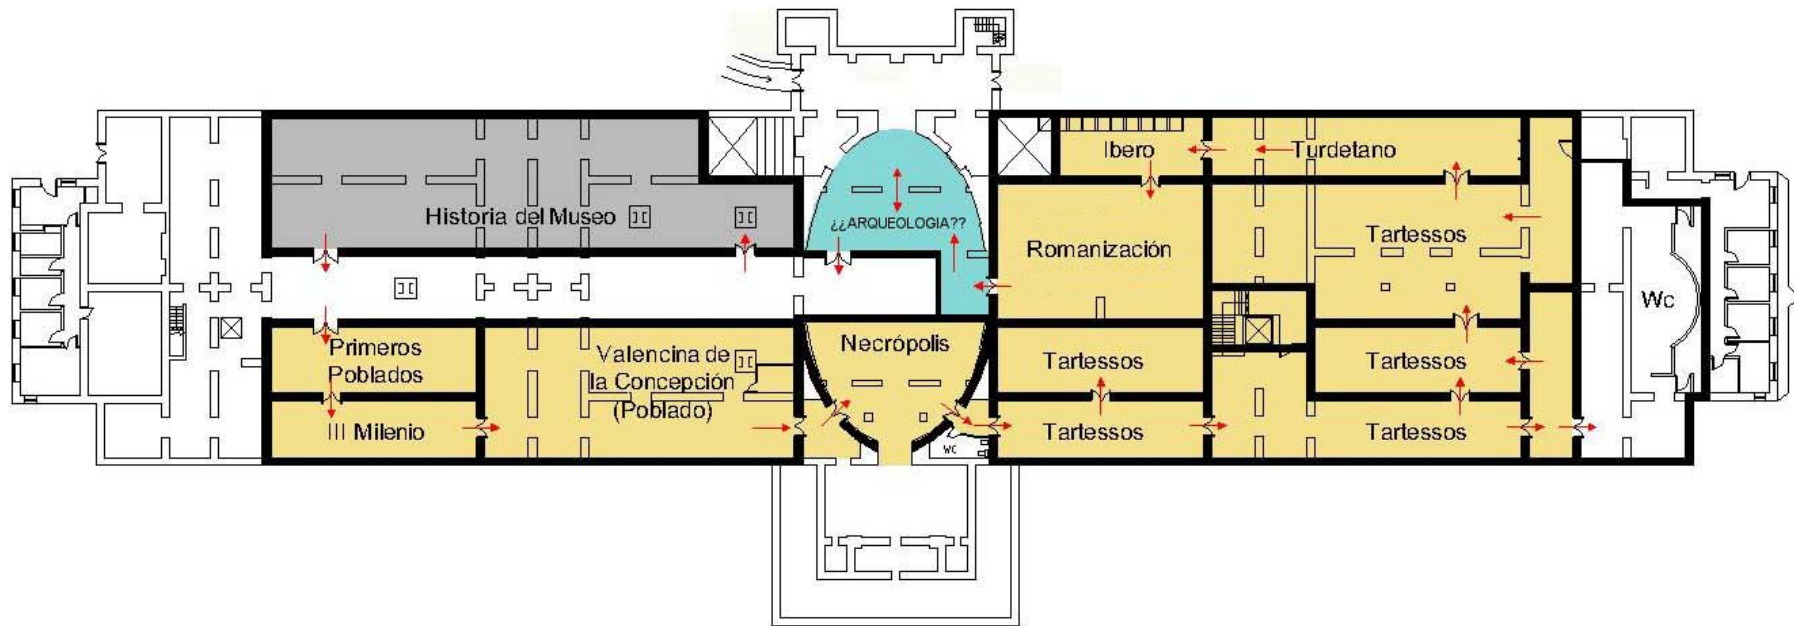 Ibero
Turdetano
Historia del Museo
¿¿ARQUEOLOGIA??
Romanización
Tartessos
Wc
Primeros
Poblados
Valencina de
la Concepción
(Poblado)
Necrópolis
Tartessos
Tartessos
III Milenio
Tartessos
Tartessos
WC